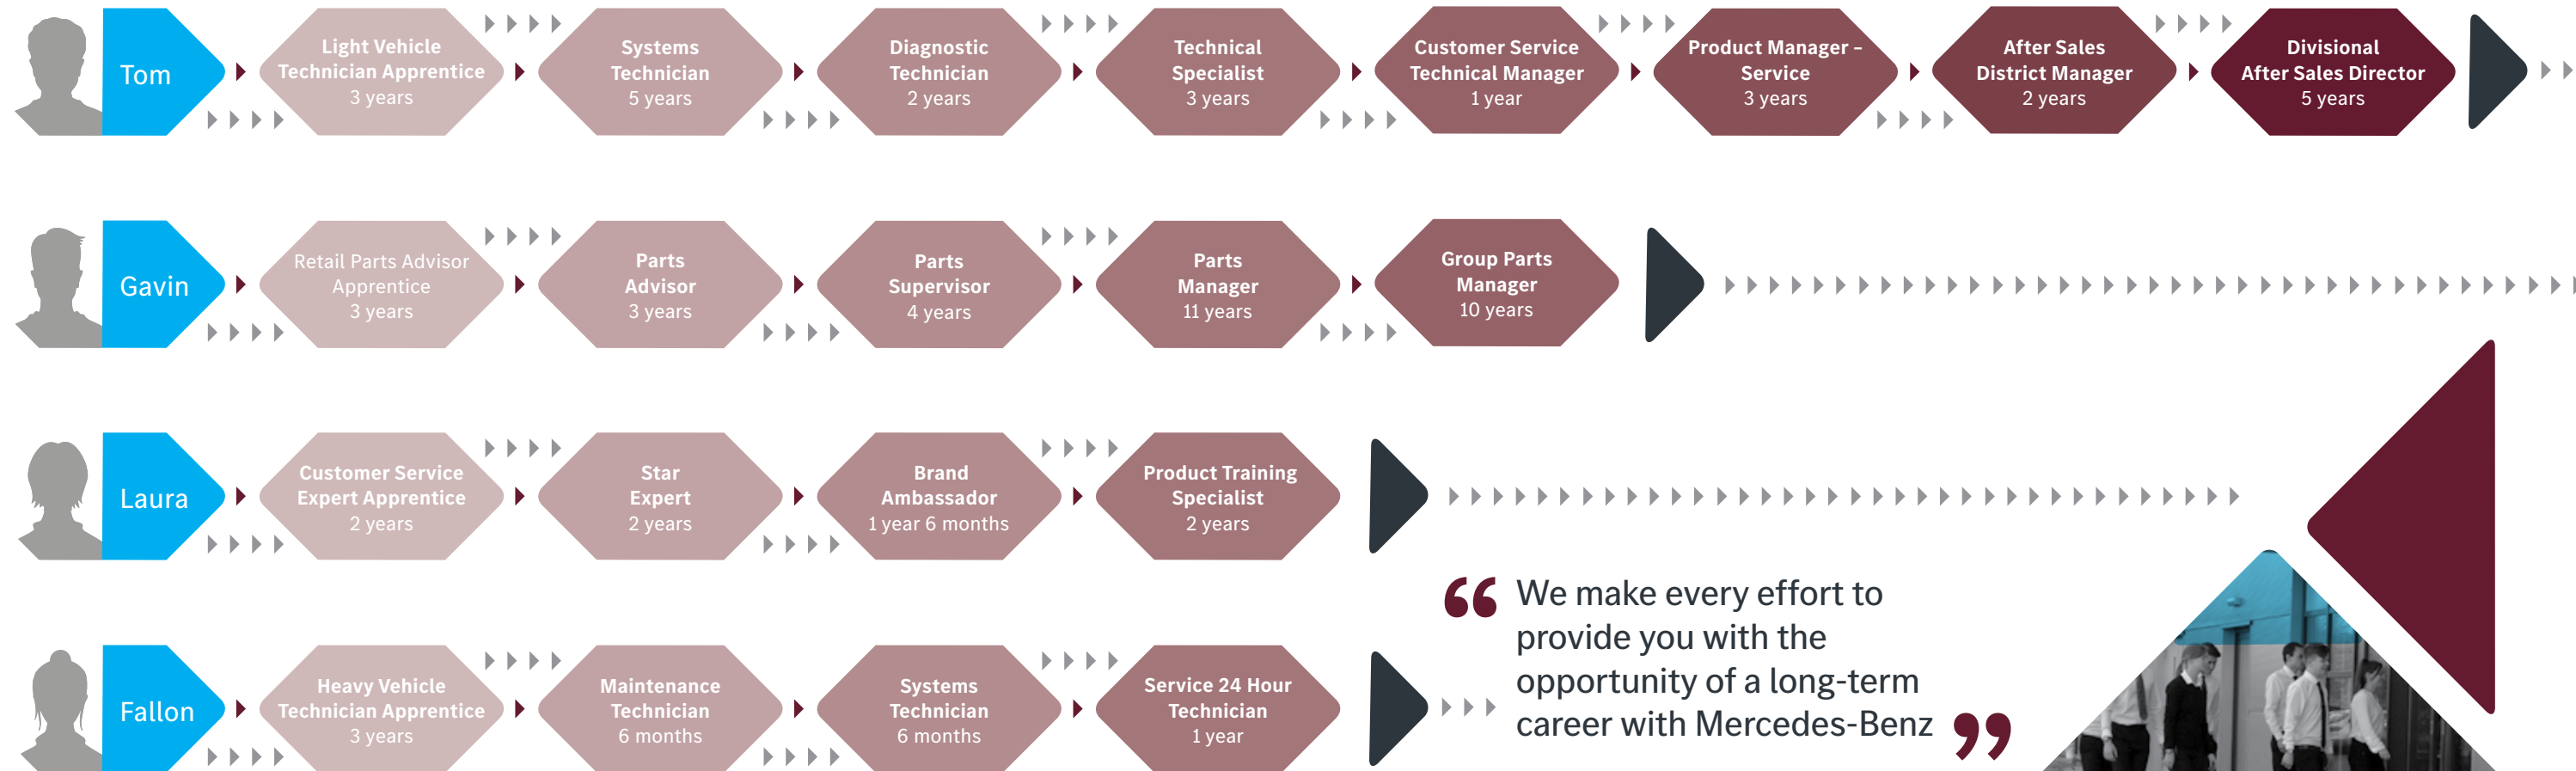 Tom
Light Vehicle
Technician Apprentice
3 years
Systems
Technician
5 years
Diagnostic
Technician
2 years
Technical
Specialist
3 years
Customer Service
Technical Manager
1 year
Product Manager –
Service
3 years
After Sales
District Manager
2 years
Divisional
After Sales Director
5 years
Gavin
Retail Parts Advisor
Apprentice
3 years
Parts
Advisor
3 years
Parts
Supervisor
4 years
Parts
Manager
11 years
Group Parts
Manager
10 years
Laura
Customer Service
Expert Apprentice
2 years
Star
Expert
2 years
Brand
Ambassador
1 year 6 months
Product Training
Specialist
2 years
Fallon
Heavy Vehicle
Technician Apprentice
3 years
Maintenance
Technician
6 months
Systems
Technician
6 months
Service 24 Hour
Technician
1 year
“ We make every effort to
provide you with the
opportunity of a long-term
career with Mercedes-Benz ”